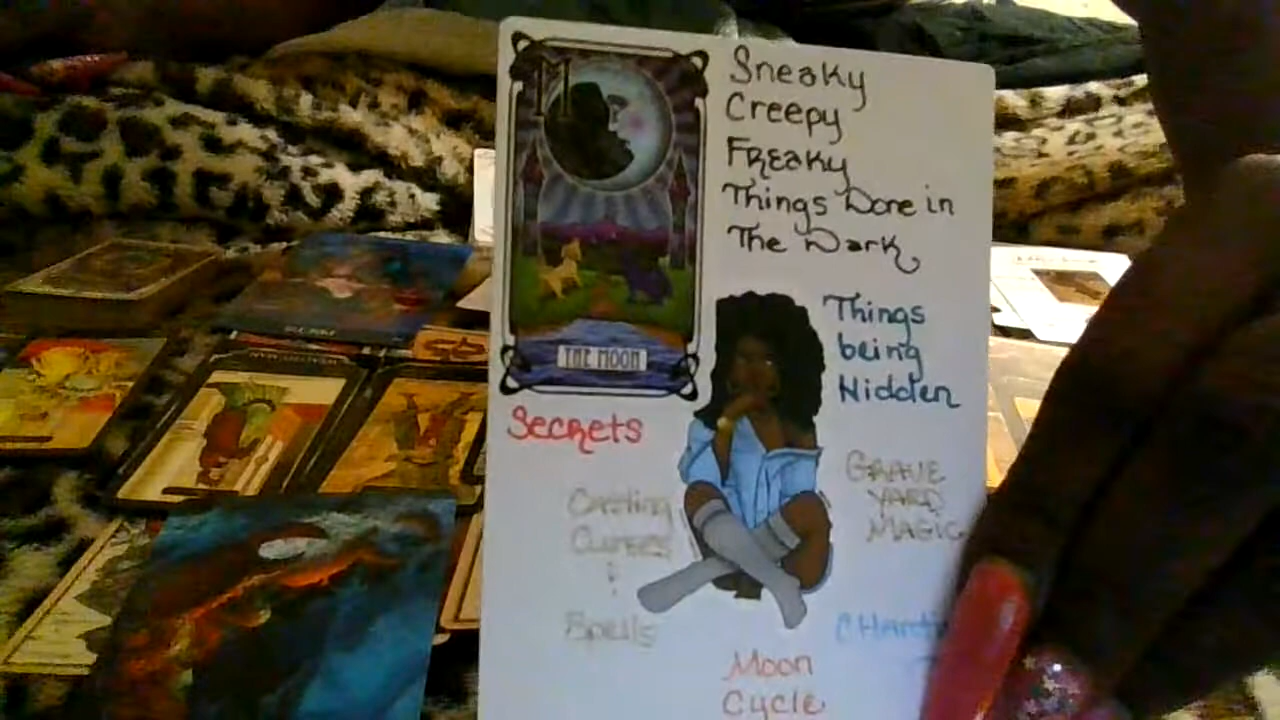 M
THE MOON
Sneaky
Creepy
Freaky
Things Done in
The Dark
Things
being
Hidden
Secrets
Casting
Curses
&
Spells
GRAVE
YARD
MAGIC
Moon
Cycle